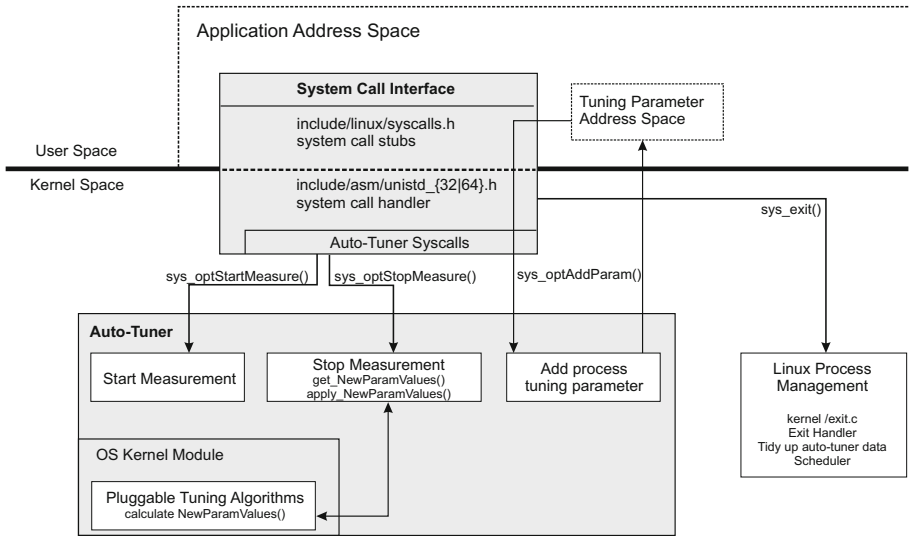 Application Address Space
System Call Interface
include/linux/syscalls.h
system call stubs
Tuning Parameter
Address Space
User Space
Kernel Space
include/asm/unistd_{32|64}.h
system call handler
sys_exit()
Auto-Tuner Syscalls
sys_optStartMeasure()
sys_optStopMeasure()
sys_optAddParam()
Auto-Tuner
Start Measurement
Stop Measurement
get_NewParamValues()
apply_NewParamValues()
Add process
tuning parameter
Linux Process
Management
kernel /exit.c
Exit Handler
Tidy up auto-tuner data
Scheduler
OS Kernel Module
Pluggable Tuning Algorithms
calculate NewParamValues()